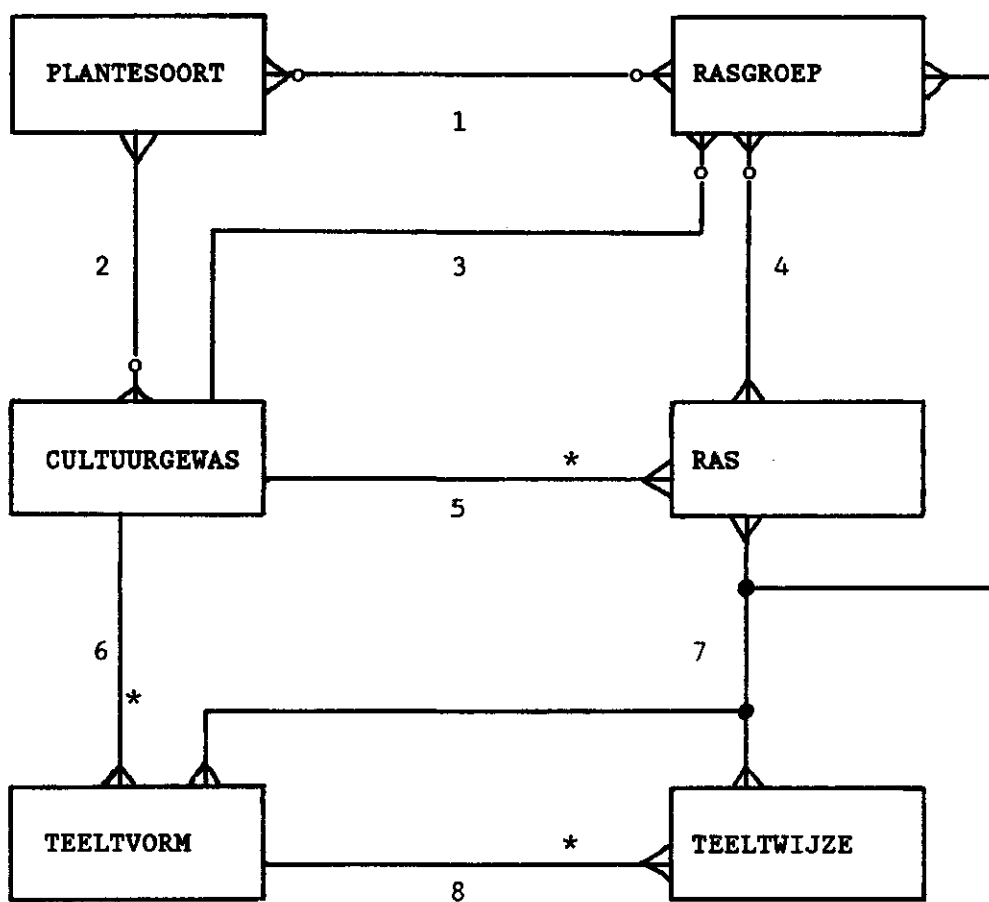 PLANTESOORT
RASGROEP
1
2
3
4
CULTUURGEWAS
*
RAS
5
6
7
*
TEELTVORM
*
TEELTWIJZE
8